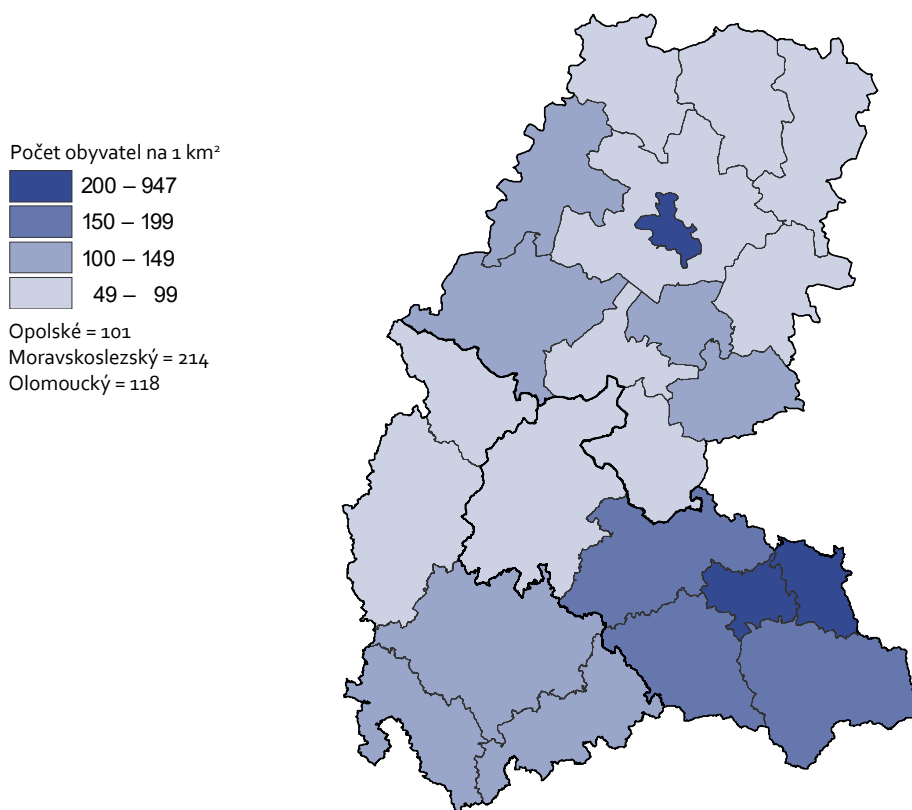 Počet obyvatel na 1 km²
200 – 947
150 – 199
100 – 149
49 – 99
Opolské = 101
Moravskoslezský = 214
Olomoucký = 118